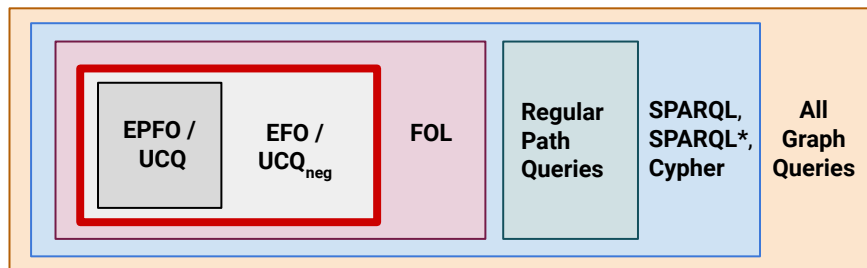 EPFO /
UCQ
EFO /
UCQneg
FOL
Regular
Path
Queries
SPARQL,
SPARQL*,
Cypher
All
Graph
Queries